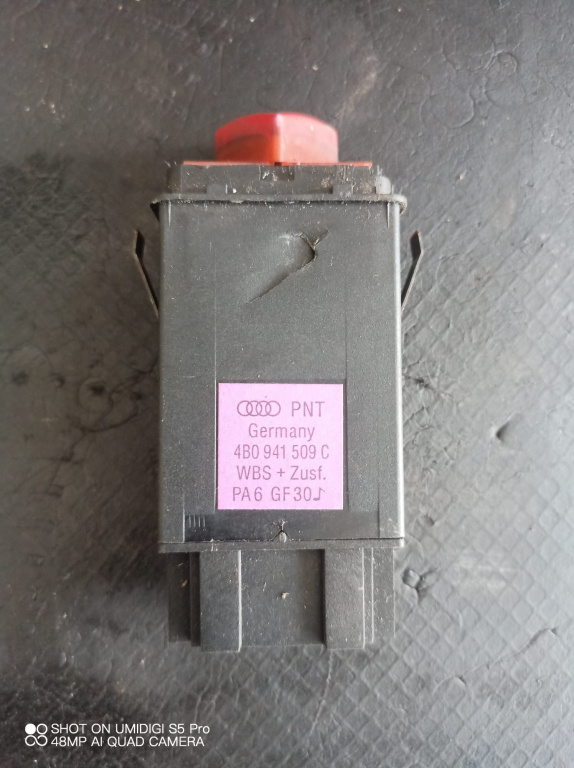 PNT
Germany
4B0 941 509 C
WBS + Zusf.
PA6 GF30
SHOT ON UMIDIGI S5 Pro
48MP AI QUAD CAMERA